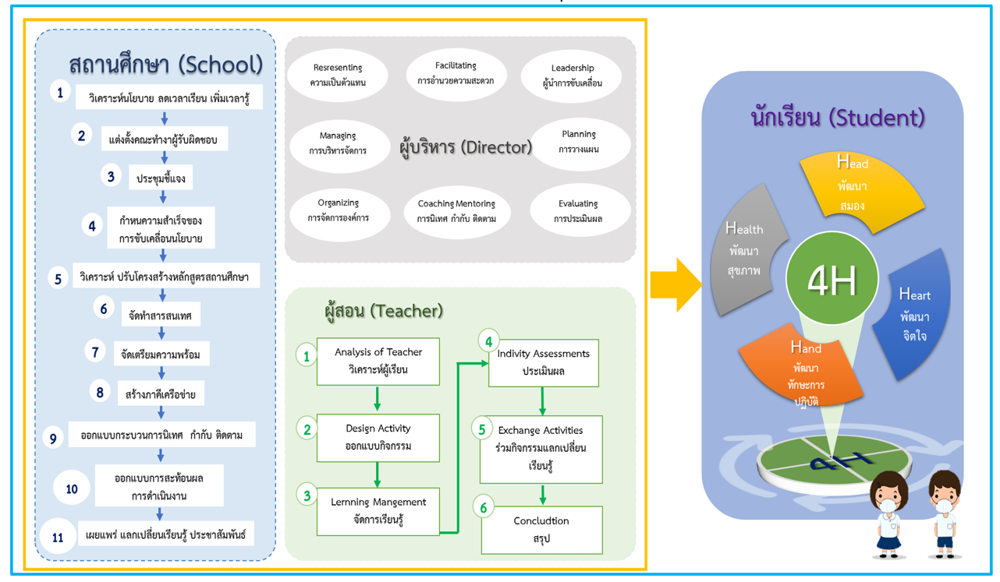 สถานศึกษา (School)
1
วิเคราะห์นโยบาย ลดเวลาเรียน เพิ่มเวลารู้
2
แต่งตั้งคณะทำงาผู้รับผิดชอบ
3
ประชุมชี้แจง
4
กำหนความสำเร็จของ
การขับเคลื่อนนโยบาย
5
วิเคราะห์ ปรับโครงสร้างหลักสูตรสถานศึกษา
6
จัดทำสารสนเทศ
7
จัดเตรียมความพร้อม
8
สร้างภาคีเครือข่าย
9
ออกแบบกระบวนการนิเทศ กำกับ ติดตาม
10
ออกแบบการสะท้อนผล
การดำเนินงาน
11
เผยแพร่ แลกเปลี่ยนเรียนรู้ ประชาสัมพันธ์
Resresenting
ความเป็นตัวแทน
Facilitating
การอำนวยความสะดวก
Leadership
ผู้นำการขับเคลื่อน
Managing
การบริหารจัดการ
ผู้บริหาร (Director)
Planning
การวางแผน
Organizing
การจัดการองค์การ
Coaching Mentoring
การนิเทศ กำกับ ติดตาม
Evaluating
การประเมินผล
ผู้สอน (Teacher)
1
Analysis of Teacher
วิเคราะห์ผู้เรียน
2
Design Activity
ออกแบบกิจกรรม
3
Lernning Mangement
จัดการเรียนรู้
4
Indivity Assessments
ประเมินผล
5
Exchange Activities
ร่วมกิจกรรมแลกเปลี่ยน
เรียนรู้
6
Concludtion
สรุป
นักเรียน (Student)
Head
พัฒนา
สมอง
Health
พัฒนา
สุขภาพ
4H
Heart
พัฒนา
จิตใจ
Hand
พัฒนา
ทักษะการ
ปฏิบัติ
4H